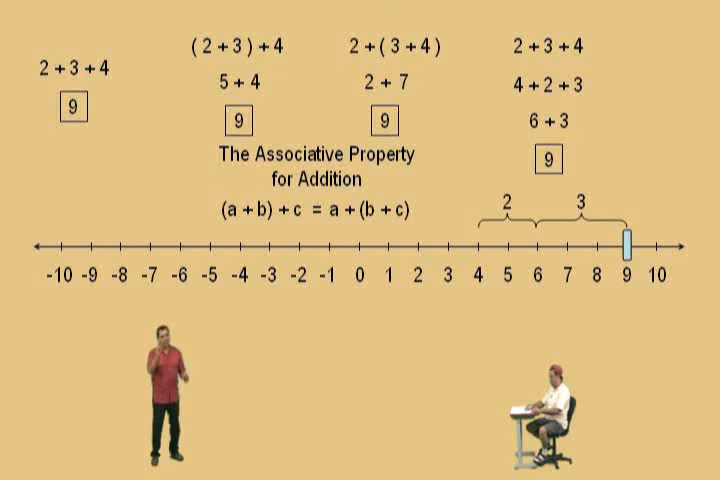 2 + 3 + 4
9
( 2 + 3 ) + 4
5 + 4
9
2 + ( 3 + 4 )
2 + 7
9
2 + 3 + 4
4 + 2 + 3
6 + 3
9
The Associative Property
for Addition
(a + b) + c = a + (b + c)
2 3
-10 -9 -8 -7 -6 -5 -4 -3 -2 -1 0 1 2 3 4 5 6 7 8 9 10